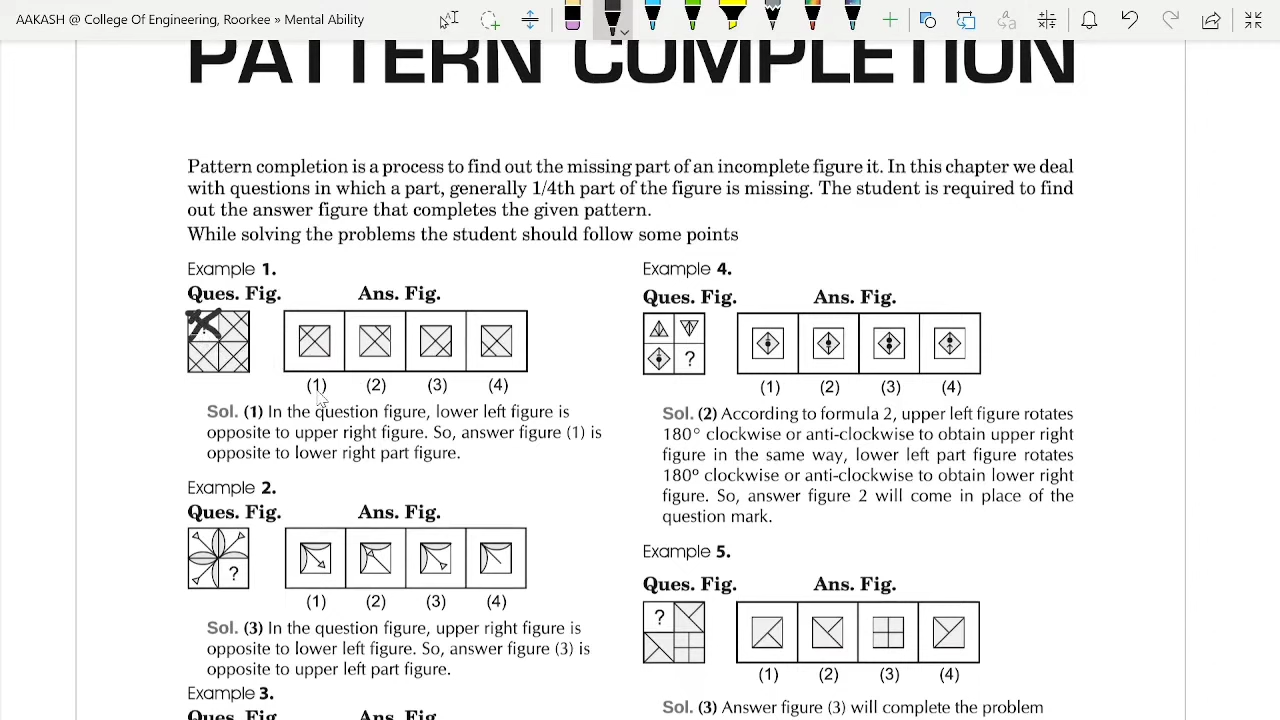 AAKASH @ College Of Engineering, Roorkee » Mental Ability
PATTERN COMPLETION
Pattern completion is a process to find out the missing part of an incomplete figure it. In this chapter we deal
with questions in which a part, generally 1/4th part of the figure is missing. The student is required to find
out the answer figure that completes the given pattern.
While solving the problems the student should follow some points
Example 1.
Ques. Fig. Ans. Fig.
(1) (2) (3) (4)
Sol. (1) In the question figure, lower left figure is
opposite to upper right figure. So, answer figure (1) is
opposite to lower right part figure.
Example 2.
Ques. Fig. Ans. Fig.
?
(1) (2) (3) (4)
Sol. (3) In the question figure, upper right figure is
opposite to lower left figure. So, answer figure (3) is
opposite to upper left part figure.
Example 3.
Ques. Fig. Ans. Fig.
Example 4.
Ques. Fig. Ans. Fig.
?
(1) (2) (3) (4)
Sol. (2) According to formula 2, upper left figure rotates
180° clockwise or anti-clockwise to obtain upper right
figure in the same way, lower left part figure rotates
180° clockwise or anti-clockwise to obtain lower right
figure. So, answer figure 2 will come in place of the
question mark.
Example 5.
Ques. Fig. Ans. Fig.
?
(1) (2) (3) (4)
Sol. (3) Answer figure (3) will complete the problem